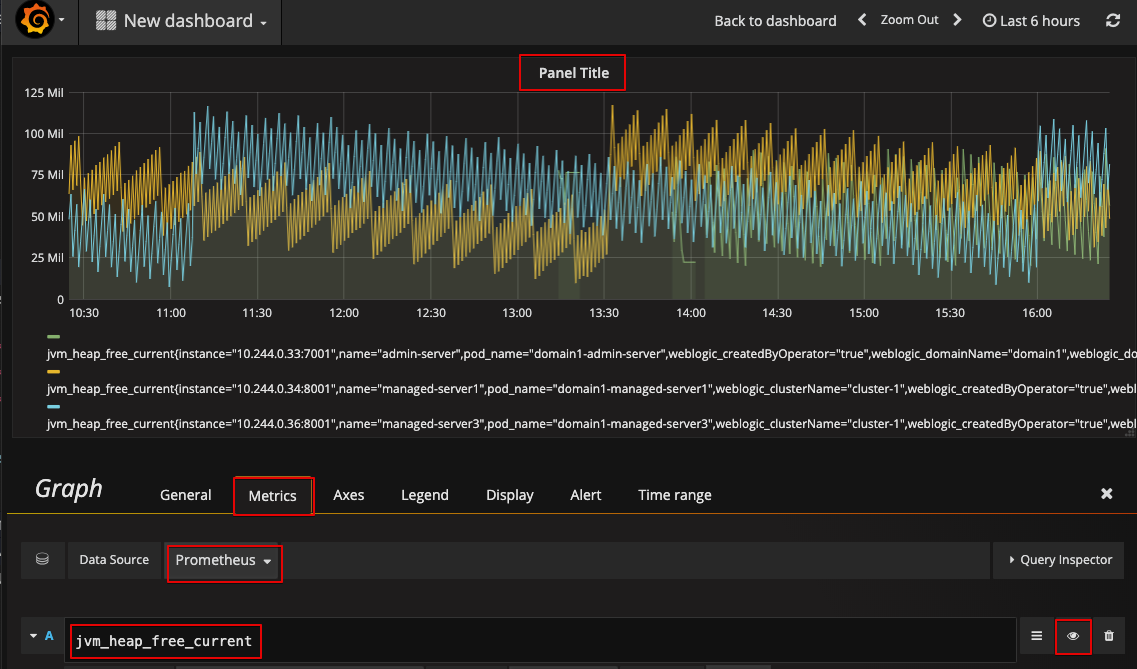 New dashboard
Back to dashboard Zoom Out Last 6 hours
Panel Title
125 Mil
100 Mil
75 Mil
50 Mil
25 Mil
0
10:30 11:00 11:30 12:00 12:30 13:00 13:30 14:00 14:30 15:00 15:30 16:00
jvm_heap_free_current{instance="10.244.0.33:7001",name="admin-server",pod_name="domain1-admin-server",weblogic_createdByOperator="true",weblogic_domainName="domain1",weblogic_do
jvm_heap_free_current{instance="10.244.0.34:8001",name="managed-server1",pod_name="domain1-managed-server1",weblogic_clusterName="cluster-1",weblogic_createdByOperator="true",webl
jvm_heap_free_current{instance="10.244.0.36:8001",name="managed-server3",pod_name="domain1-managed-server3",weblogic_clusterName="cluster-1",weblogic_createdByOperator="true",webl
Graph General Metrics Axes Legend Display Alert Time range
Data Source Prometheus Query Inspector
A jvm_heap_free_current